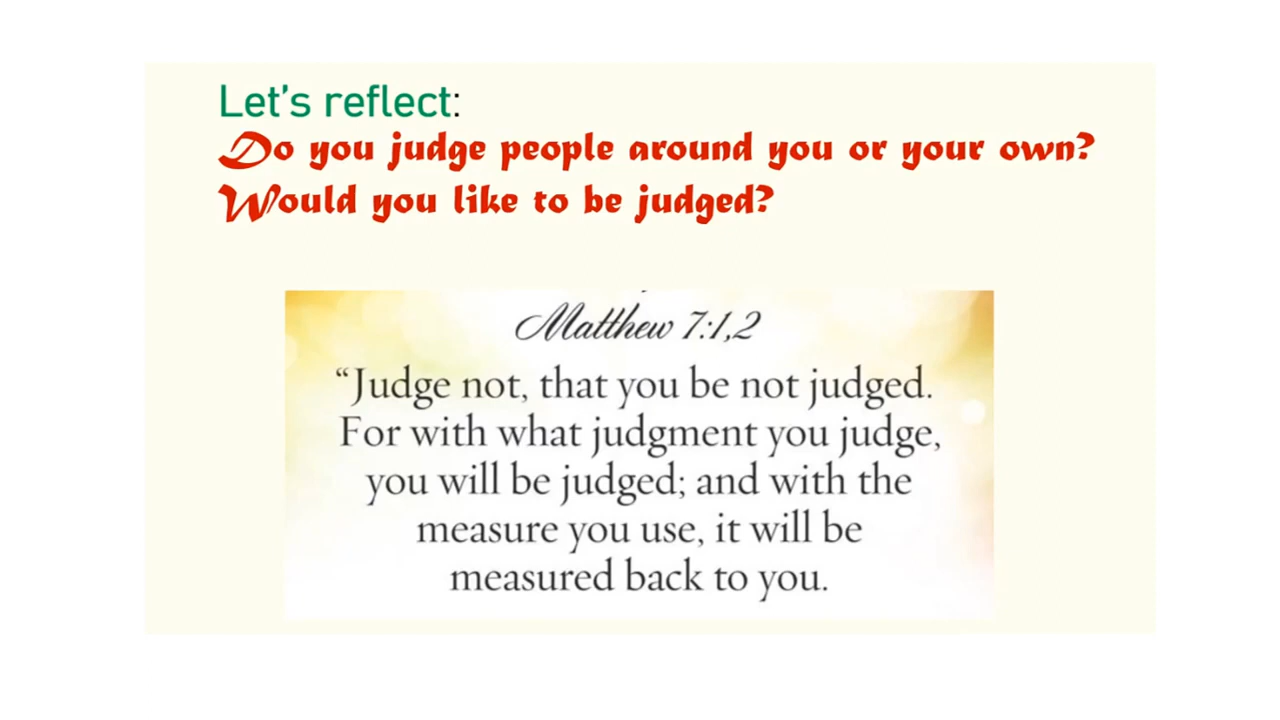 Let's reflect:
Do you judge people around you or your own?
Would you like to be judged?
Matthew 7:1,2
“Judge not, that you be not judged.
For with what judgment you judge,
you will be judged; and with the
measure you use, it will be
measured back to you.